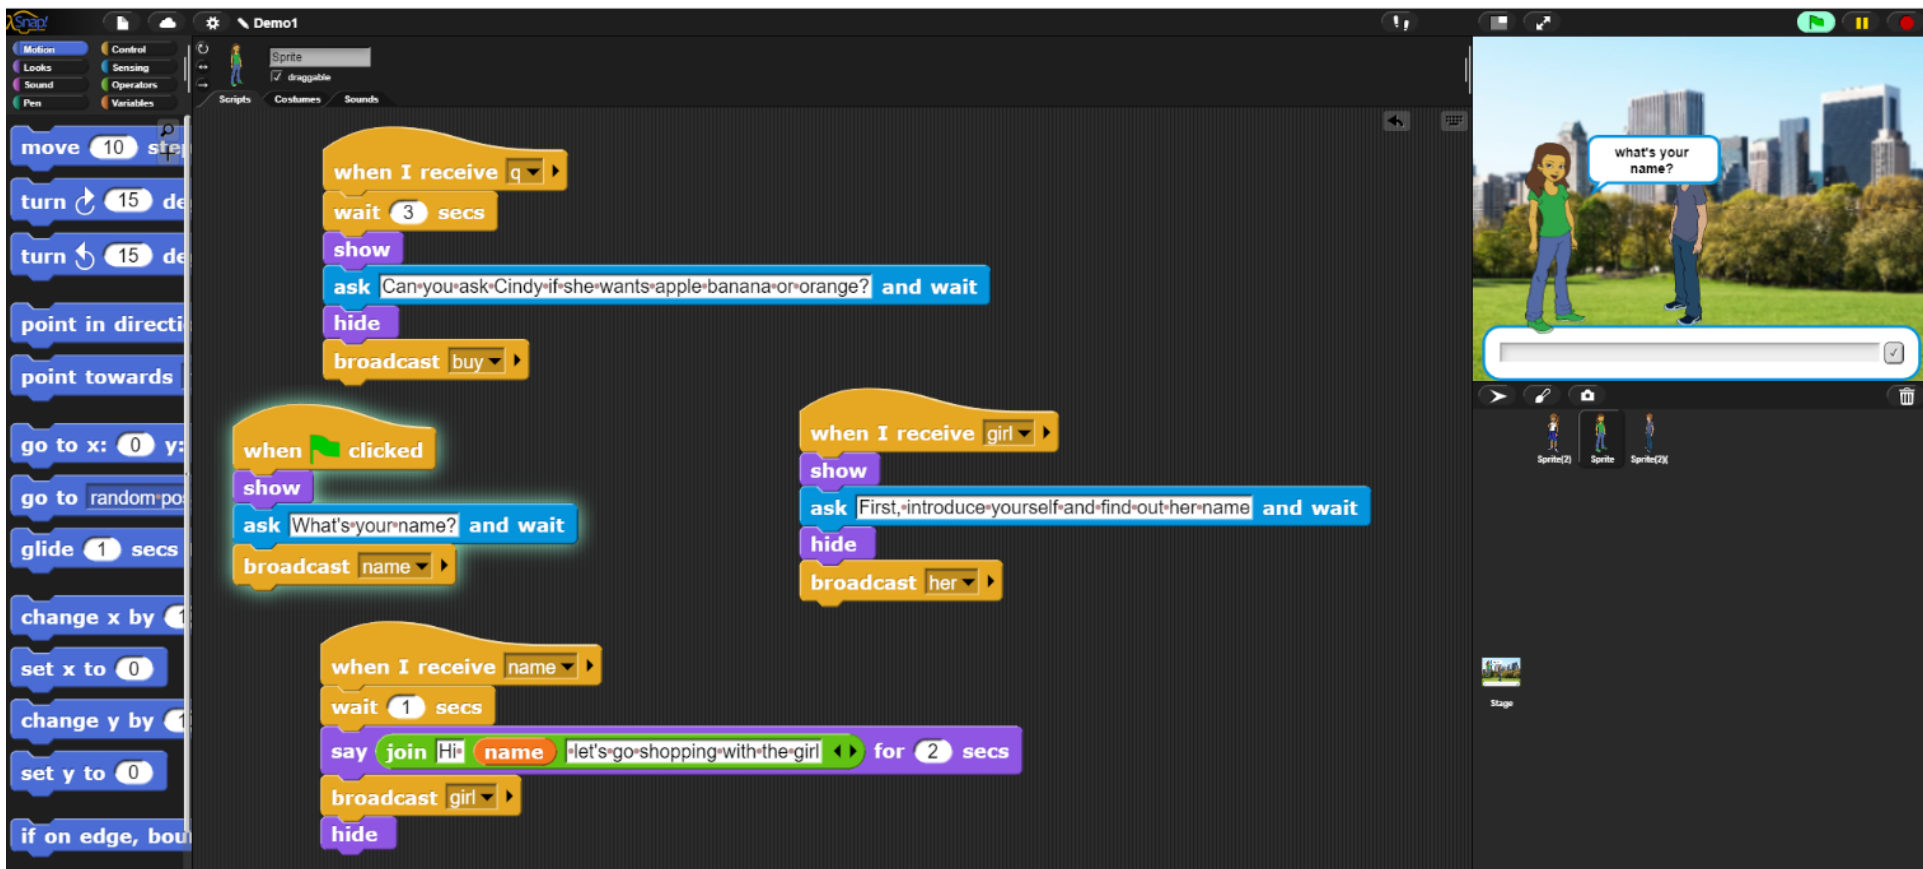 Snap!
Demo1
Motion
Control
Looks
Sensing
Sound
Operators
Pen
Variables
Sprite
draggable
Scripts Costumes Sounds
move 10 step
turn 15 de
turn 15 de
point in directi
point towards
go to x: 0 y:
go to random pos
glide 1 secs
change x by 1
set x to 0
change y by 1
set y to 0
if on edge, bou
when I receive q
wait 3 secs
show
ask Can you ask Cindy if she wants apple banana or orange? and wait
hide
broadcast buy
when clicked
show
ask What's your name? and wait
broadcast name
when I receive girl
show
ask First, introduce yourself and find out her name and wait
hide
broadcast her
when I receive name
wait 1 secs
say join Hi name let's go shopping with the girl for 2 secs
broadcast girl
hide
what's your
name?
Sprite(2) Sprite Sprite(2)(
Stage